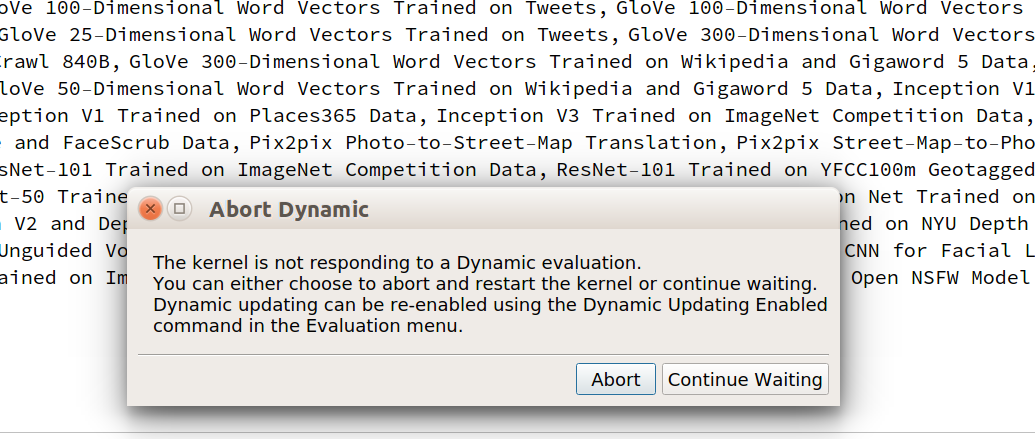 GloVe 100-Dimensional Word Vectors Trained on Tweets, GloVe 100-Dimensional Word Vectors
GloVe 25-Dimensional Word Vectors Trained on Tweets, GloVe 300-Dimensional Word Vectors
Crawl 840B, GloVe 300-Dimensional Word Vectors Trained on Wikipedia and Gigaword 5 Data,
GloVe 50-Dimensional Word Vectors Trained on Wikipedia and Gigaword 5 Data, Inception V1
eption V1 Trained on Places365 Data, Inception V3 Trained on ImageNet Competition Data,
e and FaceScrub Data, Pix2pix Photo-to-Street-Map Translation, Pix2pix Street-Map-to-Pho
sNet-101 Trained on ImageNet Competition Data, ResNet-101 Trained on YFCC100m Geotagged
t-50 Traine on Net Trained on
V2 and Dep ned on NYU Depth
Unguided Vo CNN for Facial L
ained on Im Open NSFW Model
Abort Dynamic
The kernel is not responding to a Dynamic evaluation.
You can either choose to abort and restart the kernel or continue waiting.
Dynamic updating can be re-enabled using the Dynamic Updating Enabled
command in the Evaluation menu.
Abort Continue Waiting